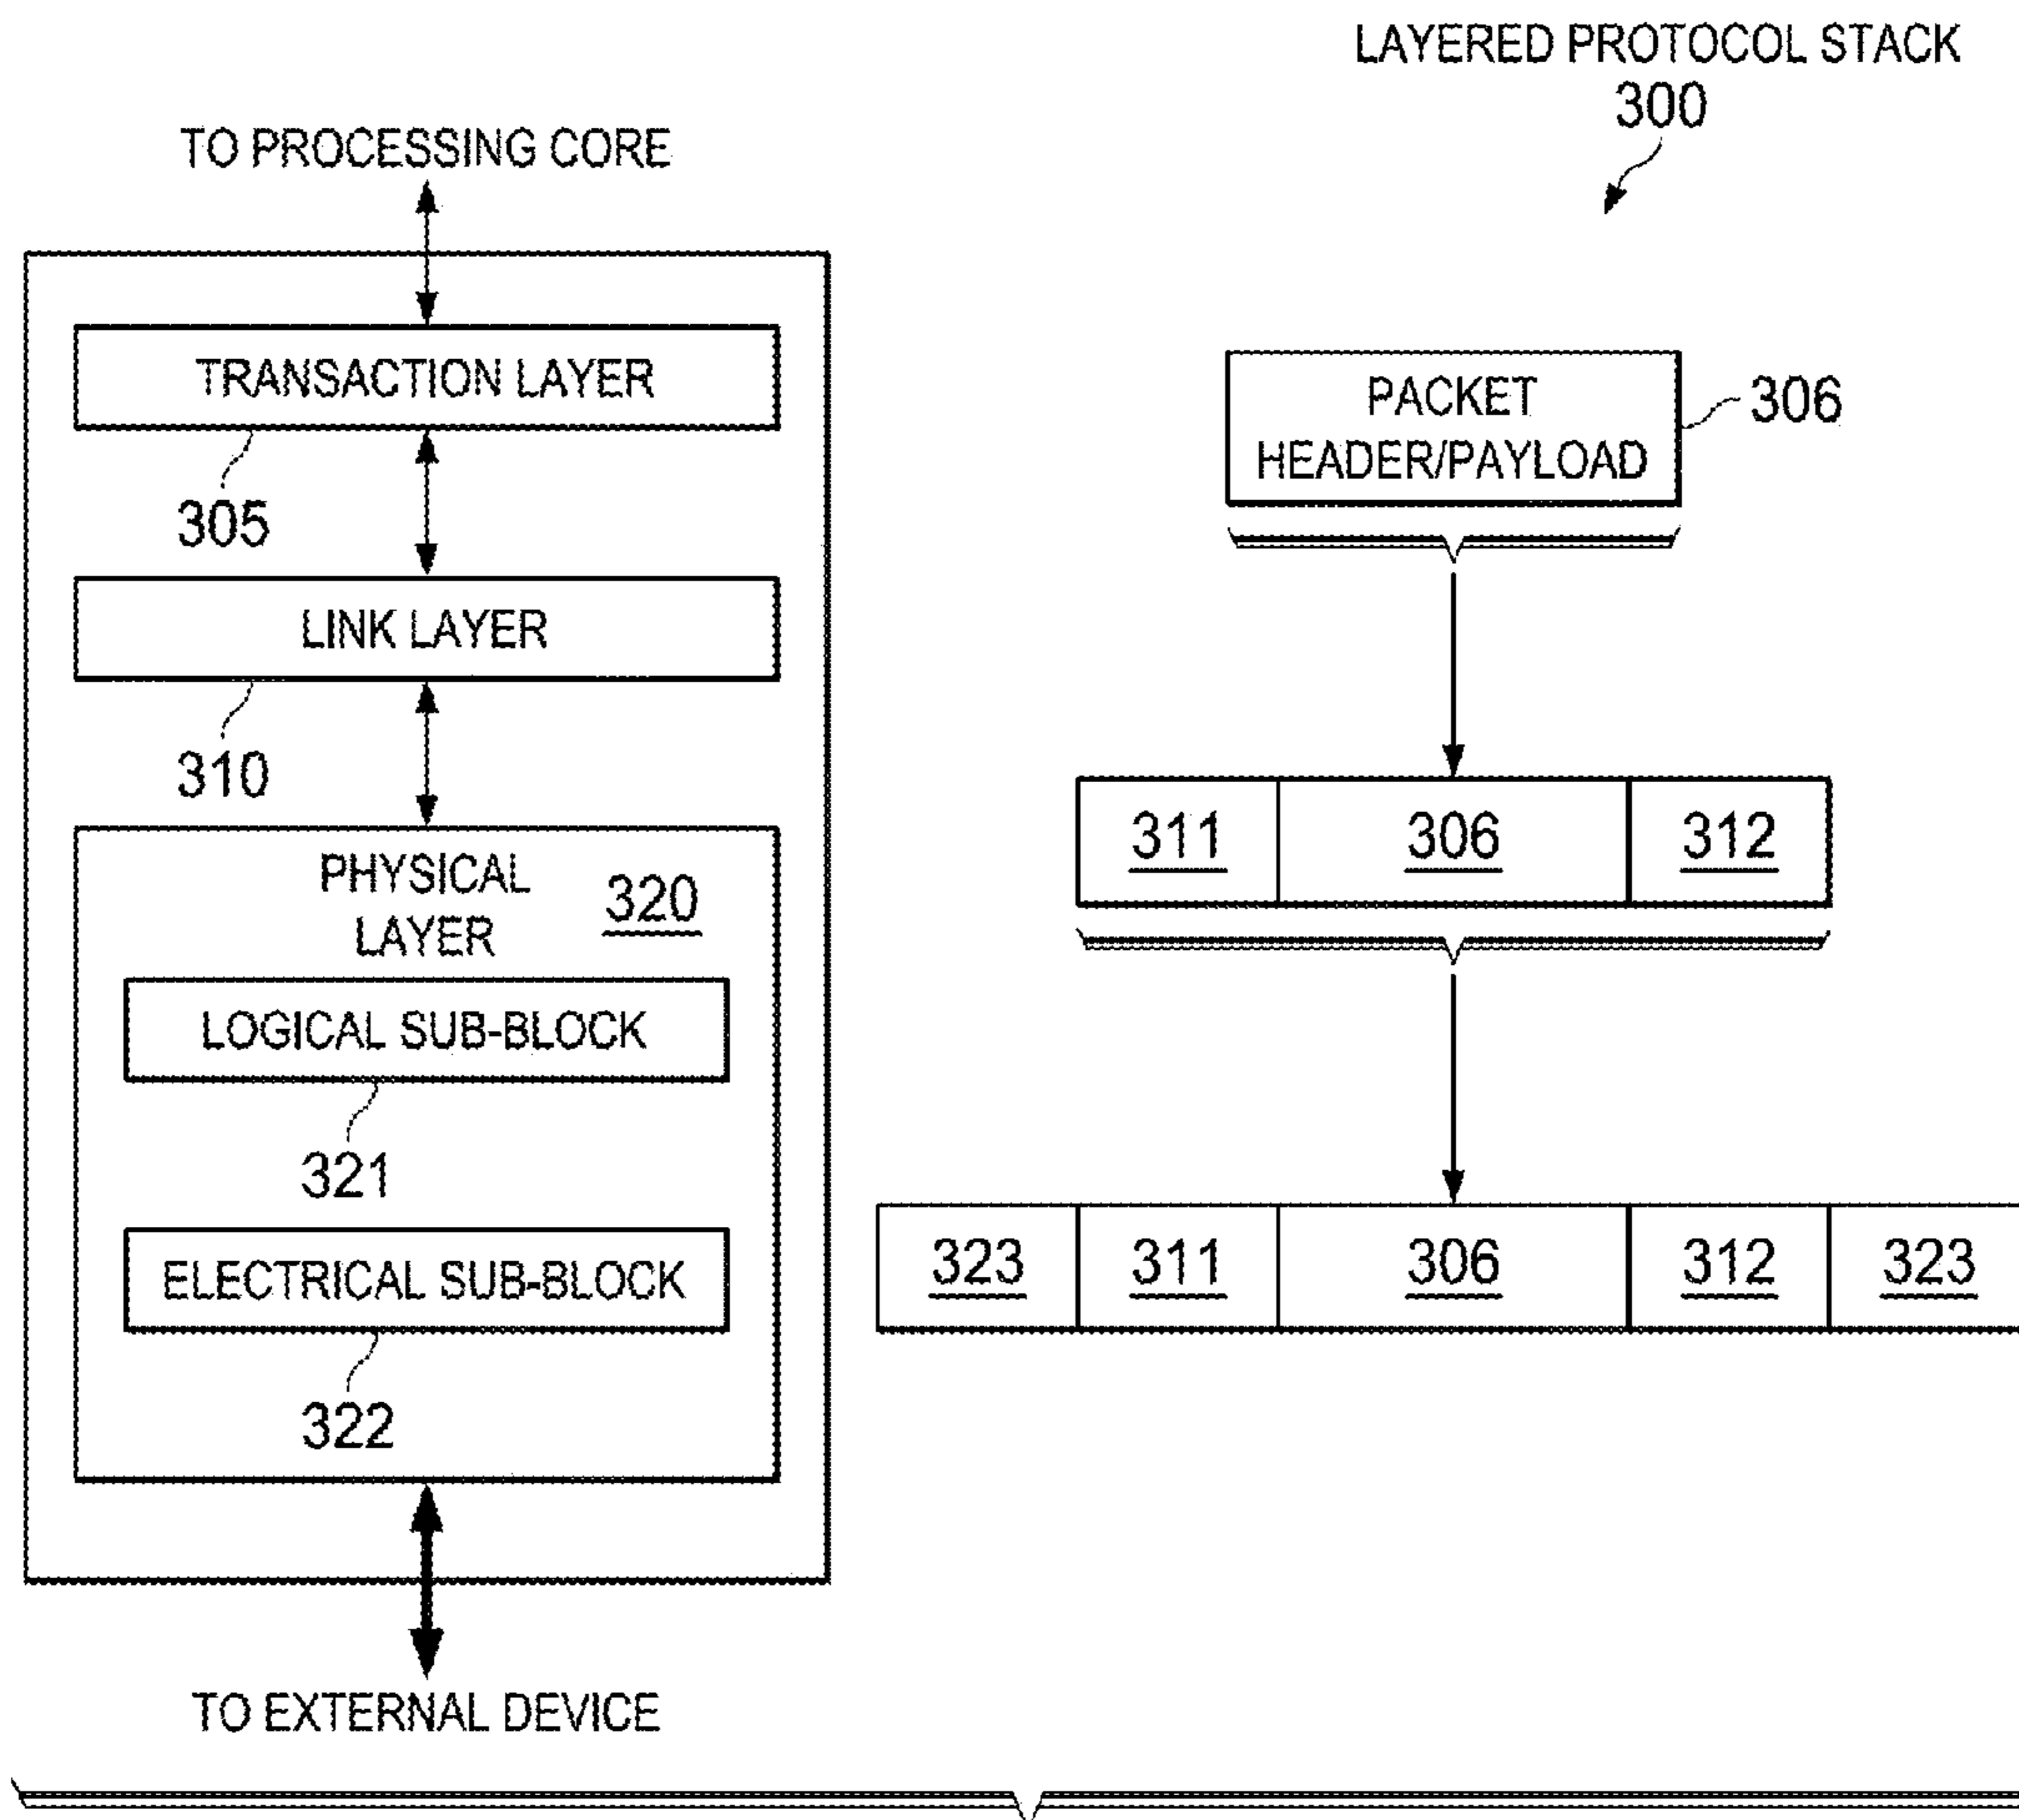 LAYERED PROTOCOL STACK
300
TO PROCESSING CORE
TRANSACTION LAYER
305
LINK LAYER
310
PHYSICAL
LAYER
320
LOGICAL SUB-BLOCK
321
ELECTRICAL SUB-BLOCK
322
TO EXTERNAL DEVICE
PACKET
HEADER/PAYLOAD
306
311 306 312
323 311 306 312 323